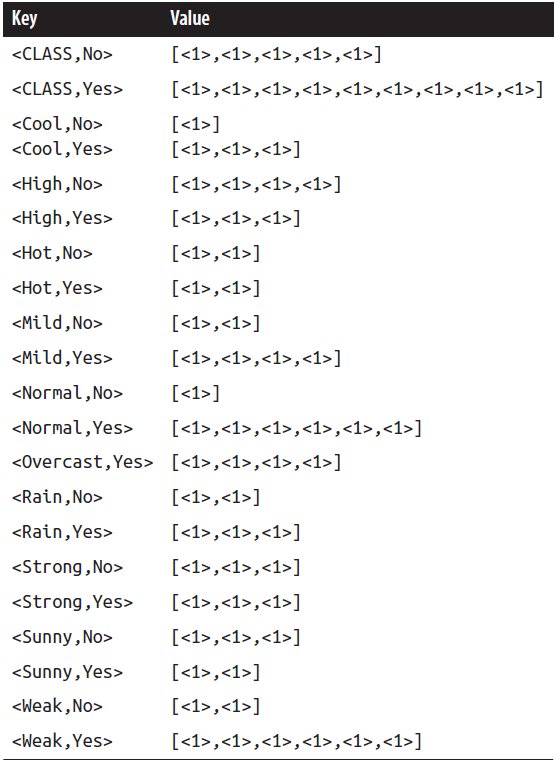 Key Value
<CLASS,No> [<1>,<1>,<1>,<1>,<1>]
<CLASS,Yes> [<1>,<1>,<1>,<1>,<1>,<1>,<1>,<1>,<1>]
<Cool,No> [<1>]
<Cool,Yes> [<1>,<1>,<1>]
<High,No> [<1>,<1>,<1>,<1>]
<High,Yes> [<1>,<1>,<1>]
<Hot,No> [<1>,<1>]
<Hot,Yes> [<1>,<1>]
<Mild,No> [<1>,<1>]
<Mild,Yes> [<1>,<1>,<1>,<1>]
<Normal,No> [<1>]
<Normal,Yes> [<1>,<1>,<1>,<1>,<1>,<1>]
<Overcast,Yes> [<1>,<1>,<1>,<1>]
<Rain,No> [<1>,<1>]
<Rain,Yes> [<1>,<1>,<1>]
<Strong,No> [<1>,<1>,<1>]
<Strong,Yes> [<1>,<1>,<1>]
<Sunny,No> [<1>,<1>,<1>]
<Sunny,Yes> [<1>,<1>]
<Weak,No> [<1>,<1>]
<Weak,Yes> [<1>,<1>,<1>,<1>,<1>,<1>]